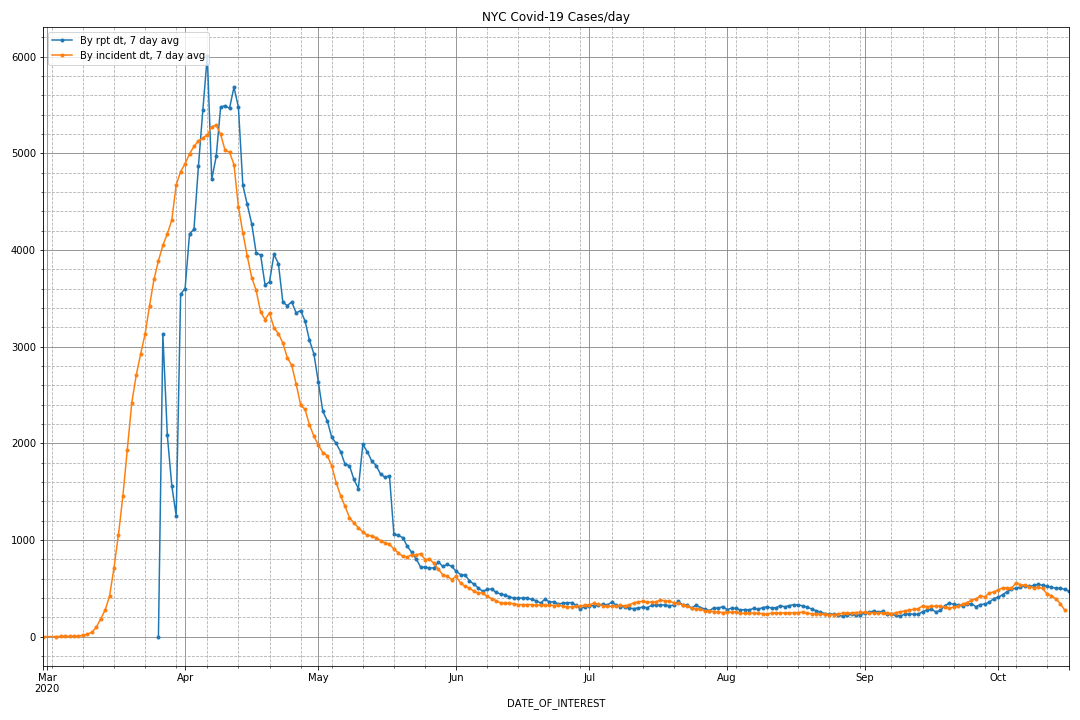 NYC Covid-19 Cases/day
By rpt dt, 7 day avg
By incident dt, 7 day avg
6000
5000
4000
3000
2000
1000
0
Mar Apr May Jun Jul Aug Sep Oct
2020
DATE_OF_INTEREST